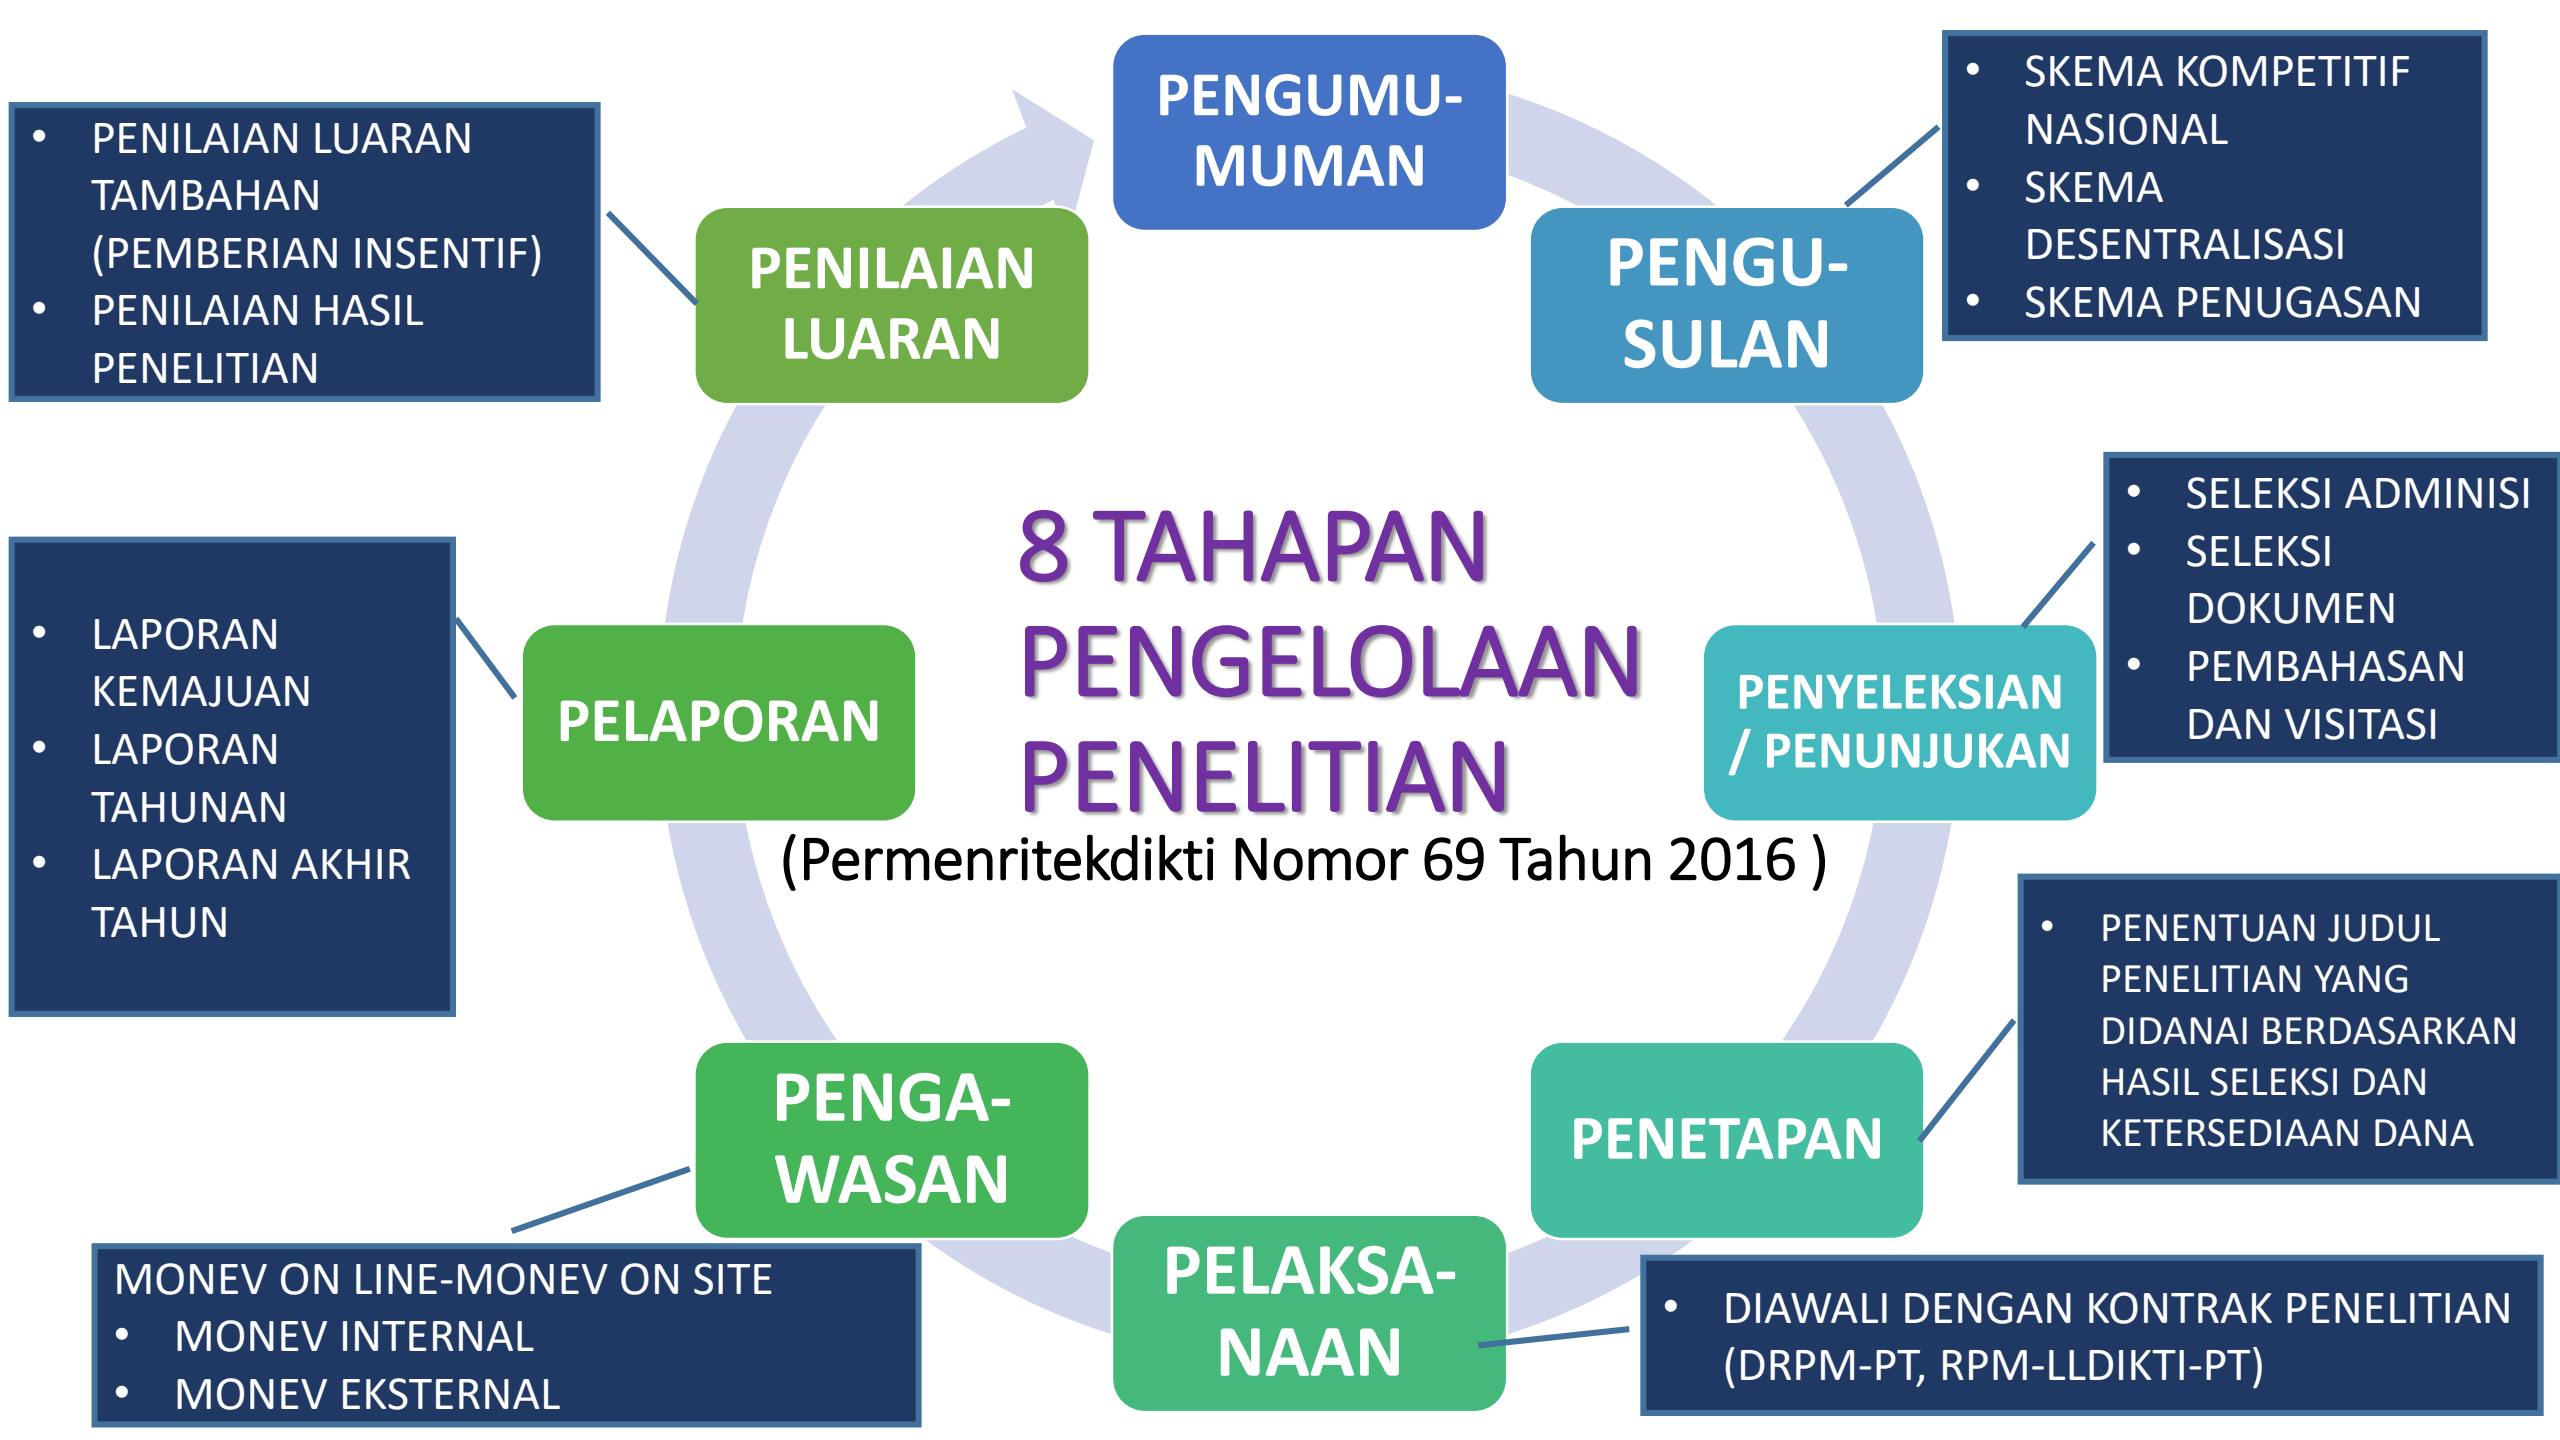 PENGUMU-
MUMAN
• SKEMA KOMPETITIF
NASIONAL
• SKEMA
DESENTRALISASI
• SKEMA PENUGASAN
PENGU-
SULAN
• SELEKSI ADMINISI
• SELEKSI
DOKUMEN
• PEMBAHASAN
DAN VISITASI
PENYELEKSIAN
/ PENUNJUKAN
• PENENTUAN JUDUL
PENELITIAN YANG
DIDANAI BERDASARKAN
HASIL SELEKSI DAN
KETERSEDIAAN DANA
PENETAPAN
• DIAWALI DENGAN KONTRAK PENELITIAN
(DRPM-PT, RPM-LLDIKTI-PT)
PELAKSA-
NAAN
PENGA-
WASAN
MONEV ON LINE-MONEV ON SITE
• MONEV INTERNAL
• MONEV EKSTERNAL
PELAPORAN
• LAPORAN
KEMAJUAN
• LAPORAN
TAHUNAN
• LAPORAN AKHIR
TAHUN
PENILAIAN
LUARAN
• PENILAIAN LUARAN
TAMBAHAN
(PEMBERIAN INSENTIF)
• PENILAIAN HASIL
PENELITIAN
8 TAHAPAN
PENGELOLAAN
PENELITIAN
(Permenritekdikti Nomor 69 Tahun 2016 )